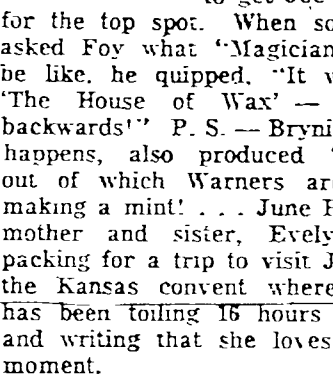 for the top spot. When so
asked Foy what "Magician
be like, he quipped, "It w
'The House of Wax' —
backwards'" P. S. — Bryni
happens, also produced "
out of which Warners ar
making a mint! . . . June H
mother and sister, Evely
packing for a trip to visit J
the Kansas convent where
has been toiling 16 hours
and writing that she loves
moment.